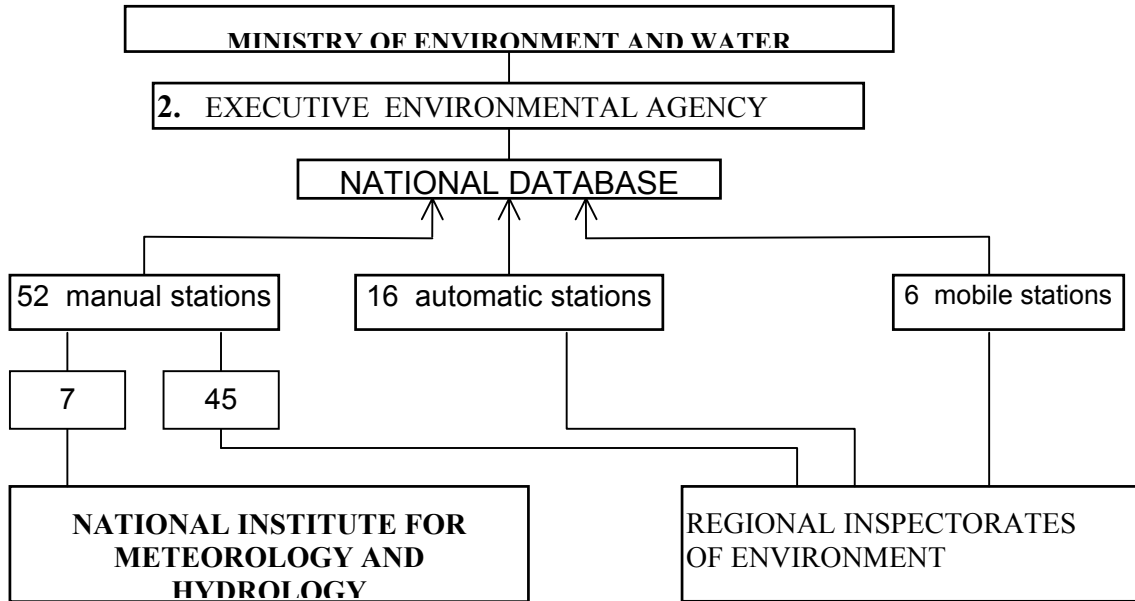 MINISTRY OF ENVIRONMENT AND WATER
2. EXECUTIVE ENVIRONMENTAL AGENCY
NATIONAL DATABASE
52 manual stations
16 automatic stations
6 mobile stations
7
45
NATIONAL INSTITUTE FOR
METEOROLOGY AND
HYDROLOGY
REGIONAL INSPECTORATES
OF ENVIRONMENT